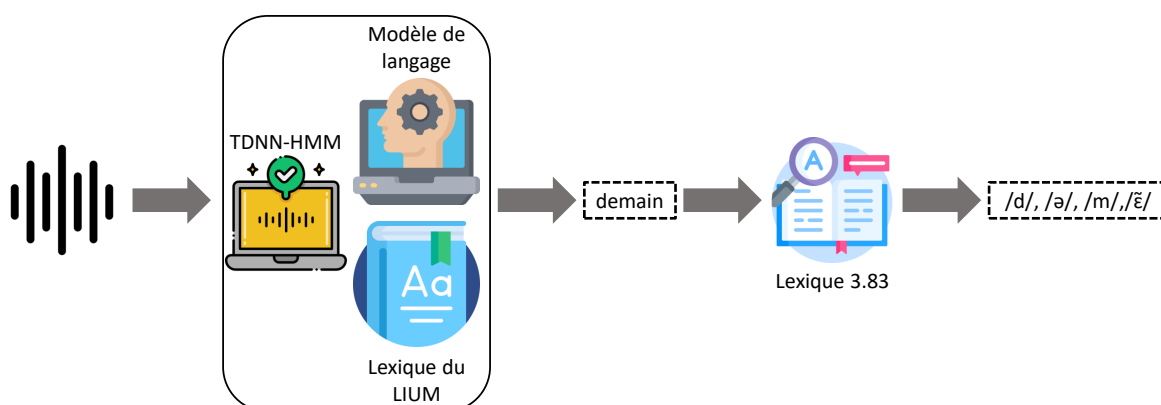 Modèle de
langage
TDNN-HMM
Aa
Lexique du
LIUM
demain
A
Lexique 3.83
/d/, /ə/, /m/,/ɛ̃/